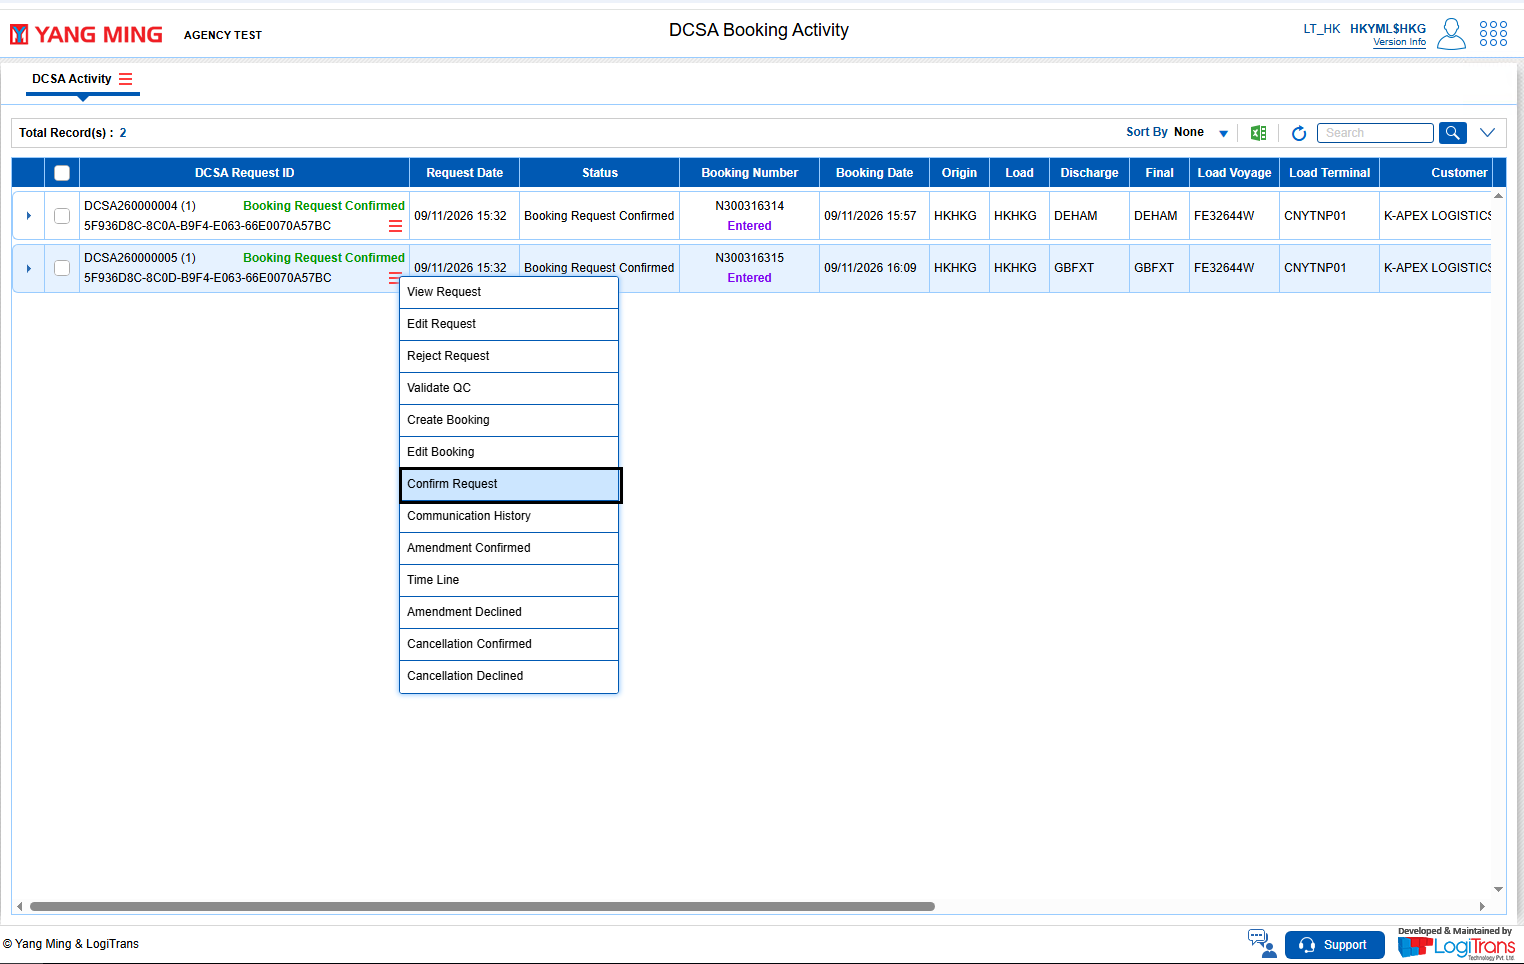 YANG MING AGENCY TEST
DCSA Booking Activity
LT_HK HKYML$HKG
Version Info
DCSA Activity
Total Record(s) : 2
Sort By None
Search
DCSA Request ID Request Date Status Booking Number Booking Date Origin Load Discharge Final Load Voyage Load Terminal Customer
DCSA260000004 (1) Booking Request Confirmed
5F936D8C-8C0A-B9F4-E063-66E0070A57BC
09/11/2026 15:32 Booking Request Confirmed
N300316314
Entered
09/11/2026 15:57 HKHKG HKHKG DEHAM DEHAM FE32644W CNYTNP01 K-APEX LOGISTICS
DCSA260000005 (1) Booking Request Confirmed
5F936D8C-8C0D-B9F4-E063-66E0070A57BC
09/11/2026 15:32 Booking Request Confirmed
N300316315
Entered
09/11/2026 16:09 HKHKG HKHKG GBFXT GBFXT FE32644W CNYTNP01 K-APEX LOGISTICS
View Request
Edit Request
Reject Request
Validate QC
Create Booking
Edit Booking
Confirm Request
Communication History
Amendment Confirmed
Time Line
Amendment Declined
Cancellation Confirmed
Cancellation Declined
© Yang Ming & LogiTrans
Support
Developed & Maintained by
LogiTrans
Technology Pvt. Ltd.